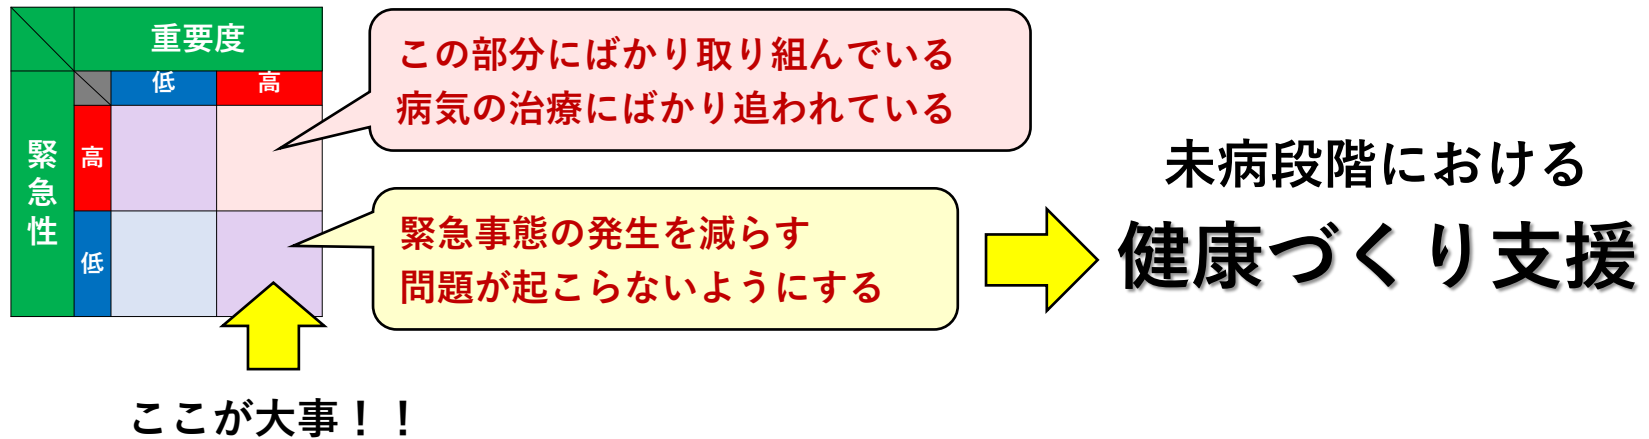 重要度
低
高
緊急性
高
低
この部分にばかり取り組んでいる
病気の治療にばかり追われている
緊急事態の発生を減らす
問題が起こらないようにする
ここが大事！！
未病段階における
健康づくり支援